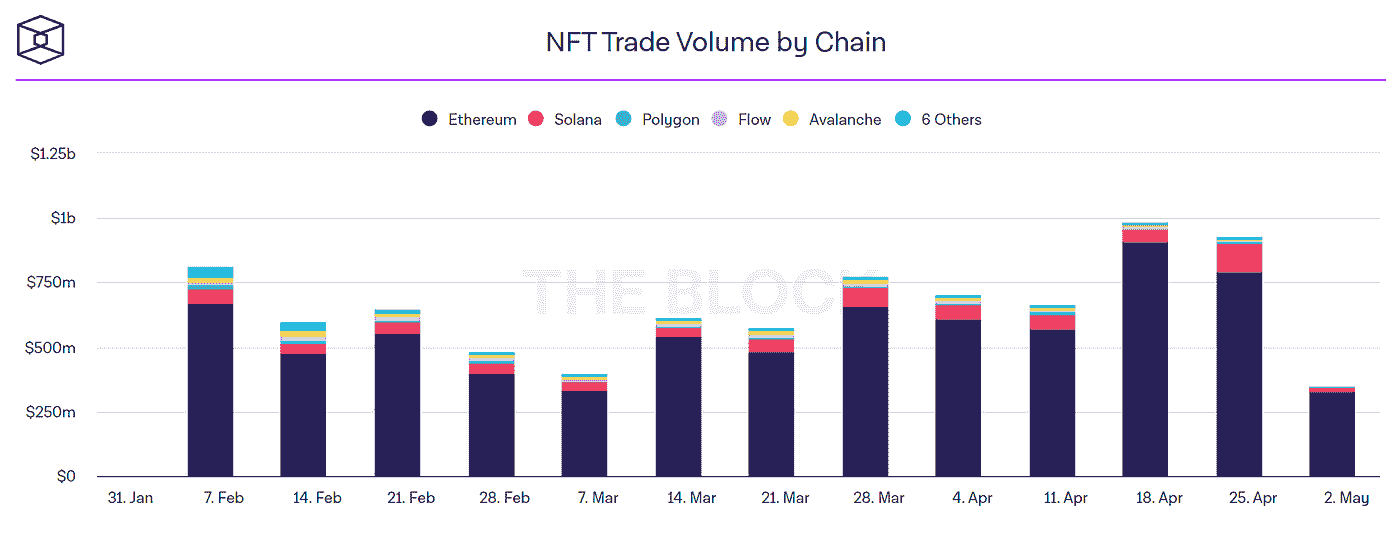 NFT Trade Volume by Chain
Ethereum Solana Polygon Flow Avalanche 6 Others
$1.25b
$1b
$750m
THE BLOCK
$500m
$250m
$0
31. Jan 7. Feb 14. Feb 21. Feb 28. Feb 7. Mar 14. Mar 21. Mar 28. Mar 4. Apr 11. Apr 18. Apr 25. Apr 2. May